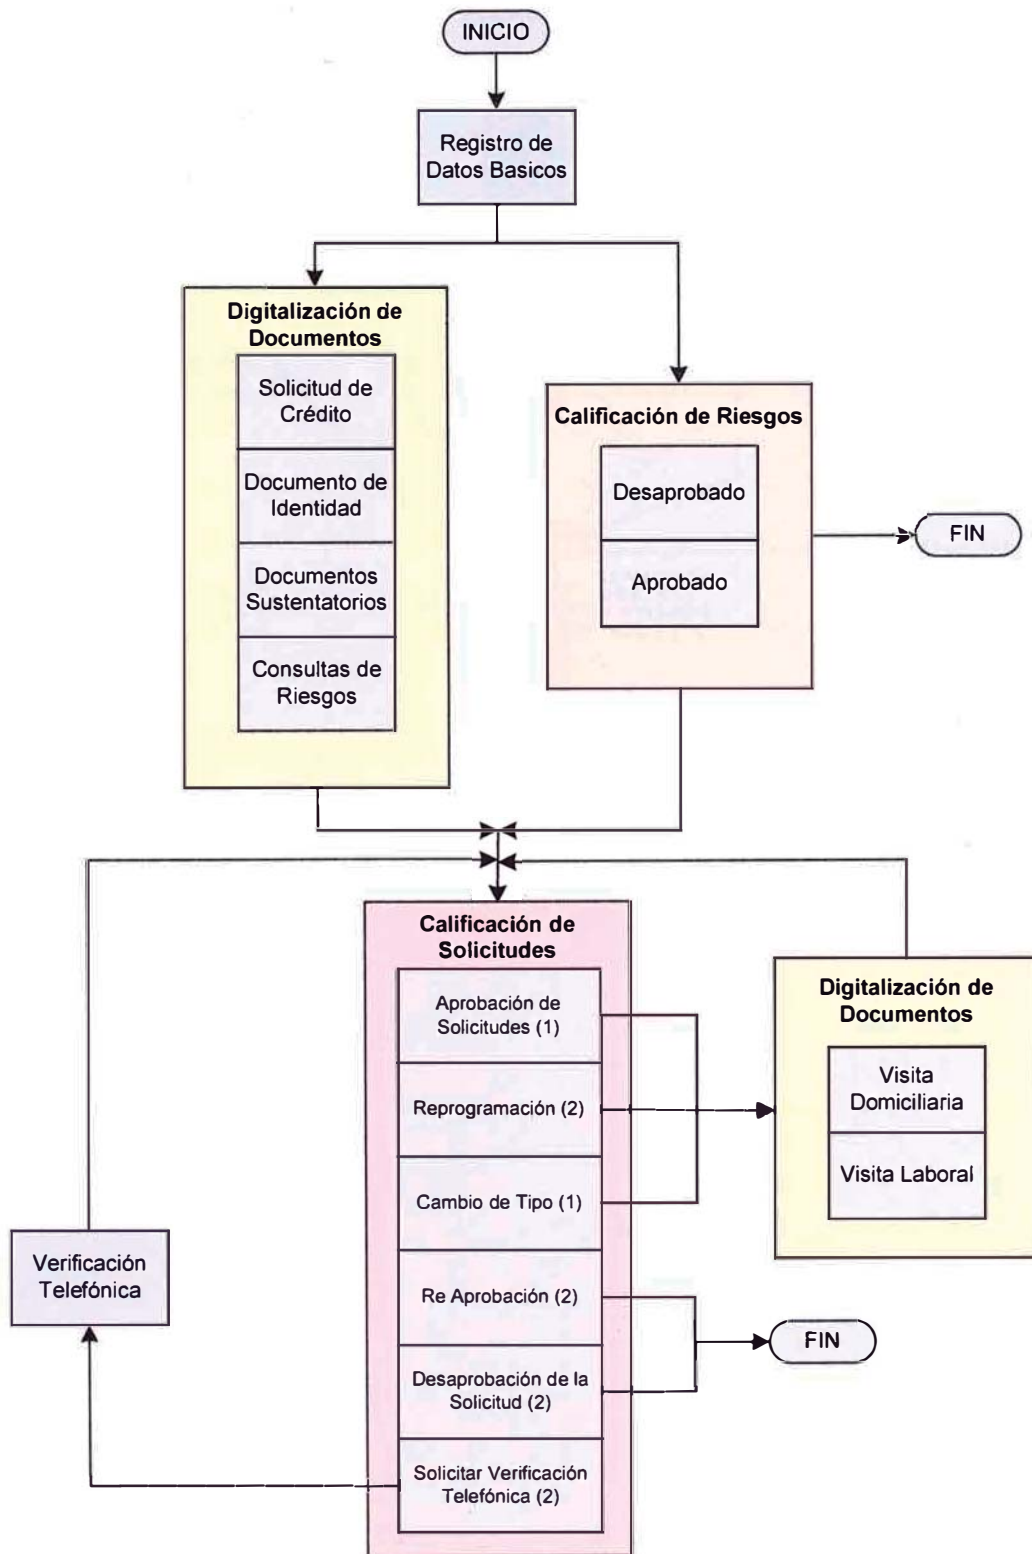 INICIO
Registro de
Datos Basicos
Digitalización de
Documentos
Solicitud de
Crédito
Documento de
Identidad
Documentos
Sustentatorios
Consultas de
Riesgos
Calificación de Riesgos
Desaprobado
Aprobado
FIN
Calificación de
Solicitudes
Aprobación de
Solicitudes (1)
Reprogramación (2)
Cambio de Tipo (1)
Re Aprobación (2)
Desaprobación de la
Solicitud (2)
Solicitar Verificación
Telefónica (2)
Digitalización de
Documentos
Visita
Domiciliaria
Visita Laboral
FIN
Verificación
Telefónica